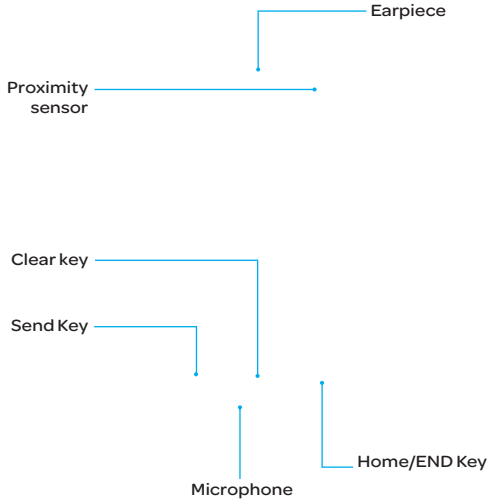 Earpiece
Proximity
sensor
Clear key
Send Key
Home/END Key
Microphone